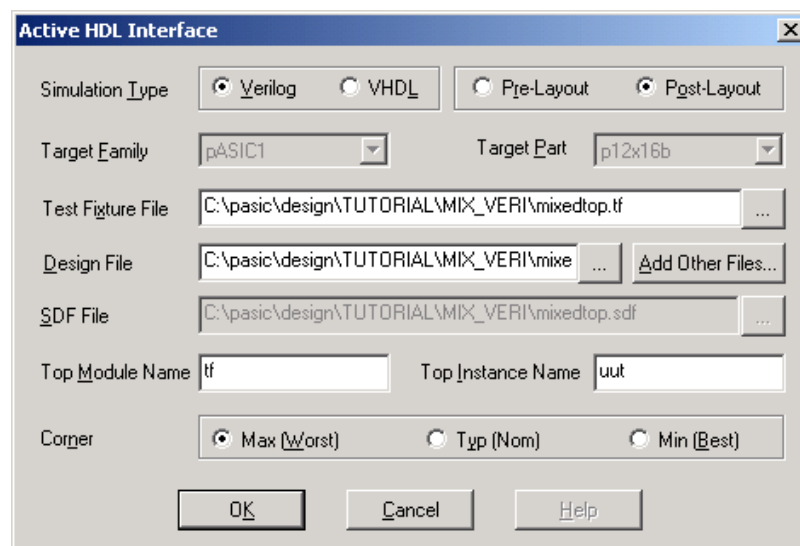 Active HDL Interface
Simulation Type Verilog VHDL Pre-Layout Post-Layout
Target Family pASIC1 Target Part p12x16b
Test Fixture File C:\pasic\design\TUTORIAL\MIX_VERI\mixedtop.tf ...
Design File C:\pasic\design\TUTORIAL\MIX_VERI\mixe ... Add Other Files...
SDF File C:\pasic\design\TUTORIAL\MIX_VERI\mixedtop.sdf ...
Top Module Name tf Top Instance Name uut
Corner Max (Worst) Typ (Nom) Min (Best)
OK Cancel Help